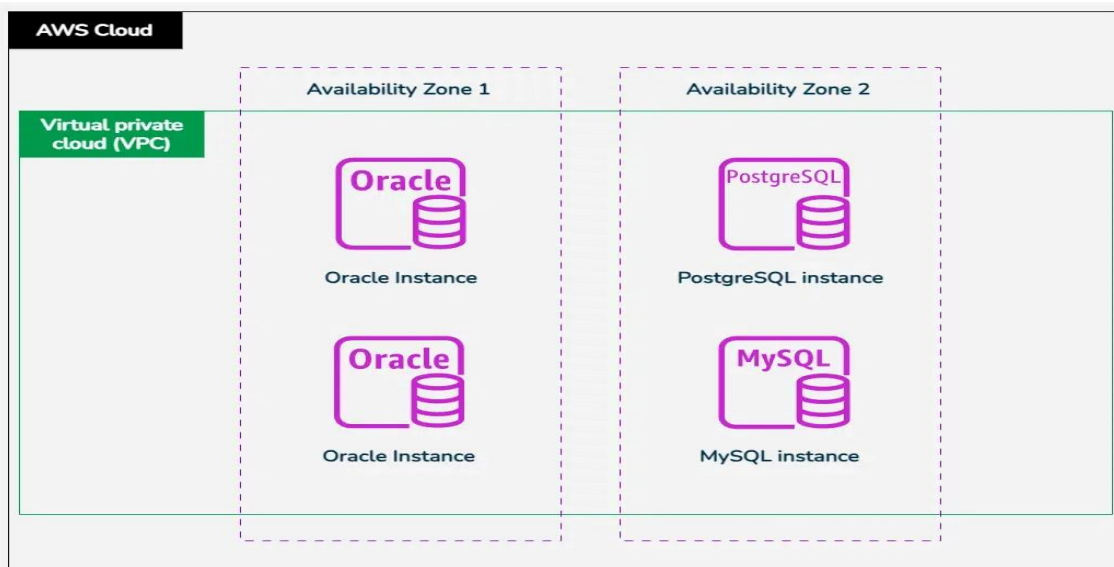 AWS Cloud
Availability Zone 1
Availability Zone 2
Virtual private
cloud (VPC)
Oracle
PostgreSQL
Oracle Instance
PostgreSQL instance
Oracle
MySQL
Oracle Instance
MySQL instance